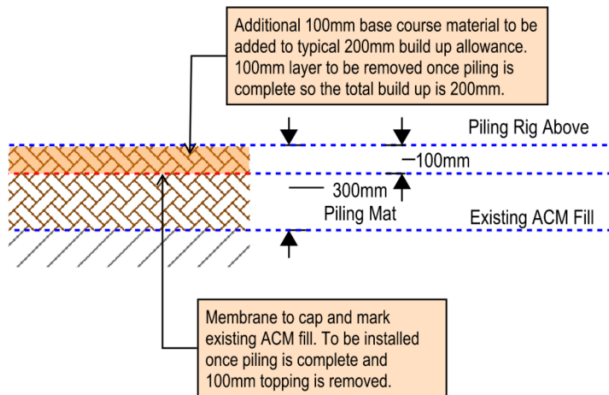 Additional 100mm base course material to be
added to typical 200mm build up allowance.
100mm layer to be removed once piling is
complete so the total build up is 200mm.
Piling Rig Above
100mm
300mm
Piling Mat
Existing ACM Fill
Membrane to cap and mark
existing ACM fill. To be installed
once piling is complete and
100mm topping is removed.